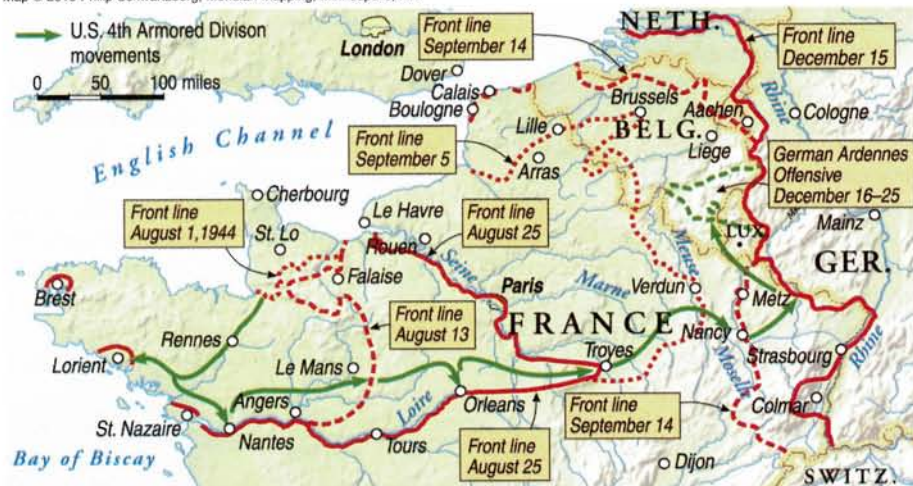 U.S. 4th Armored Divison
movements
0 50 100 miles
London
Dover
Calais
Boulogne
Front line
September 14
NETH.
Front line
December 15
Rhine
Cologne
Brussels
Aachen
BELG.
Liege
Lille
Arras
Front line
September 5
English Channel
German Ardennes
Offensive
December 16–25
Cherbourg
Le Havre
Front line
August 25
Front line
August 1, 1944
St. Lo
Rouen
Seine
Falaise
LUX.
Mainz
GER.
Brest
Paris
Marne
Verdun
Meuse
Metz
Rennes
Front line
August 13
FRANCE
Nancy
Strasbourg
Rhine
Lorient
Le Mans
Troyes
Moselle
Angers
Loire
Orleans
Colmar
St. Nazaire
Nantes
Tours
Front line
August 25
Front line
September 14
Bay of Biscay
Dijon
SWITZ.